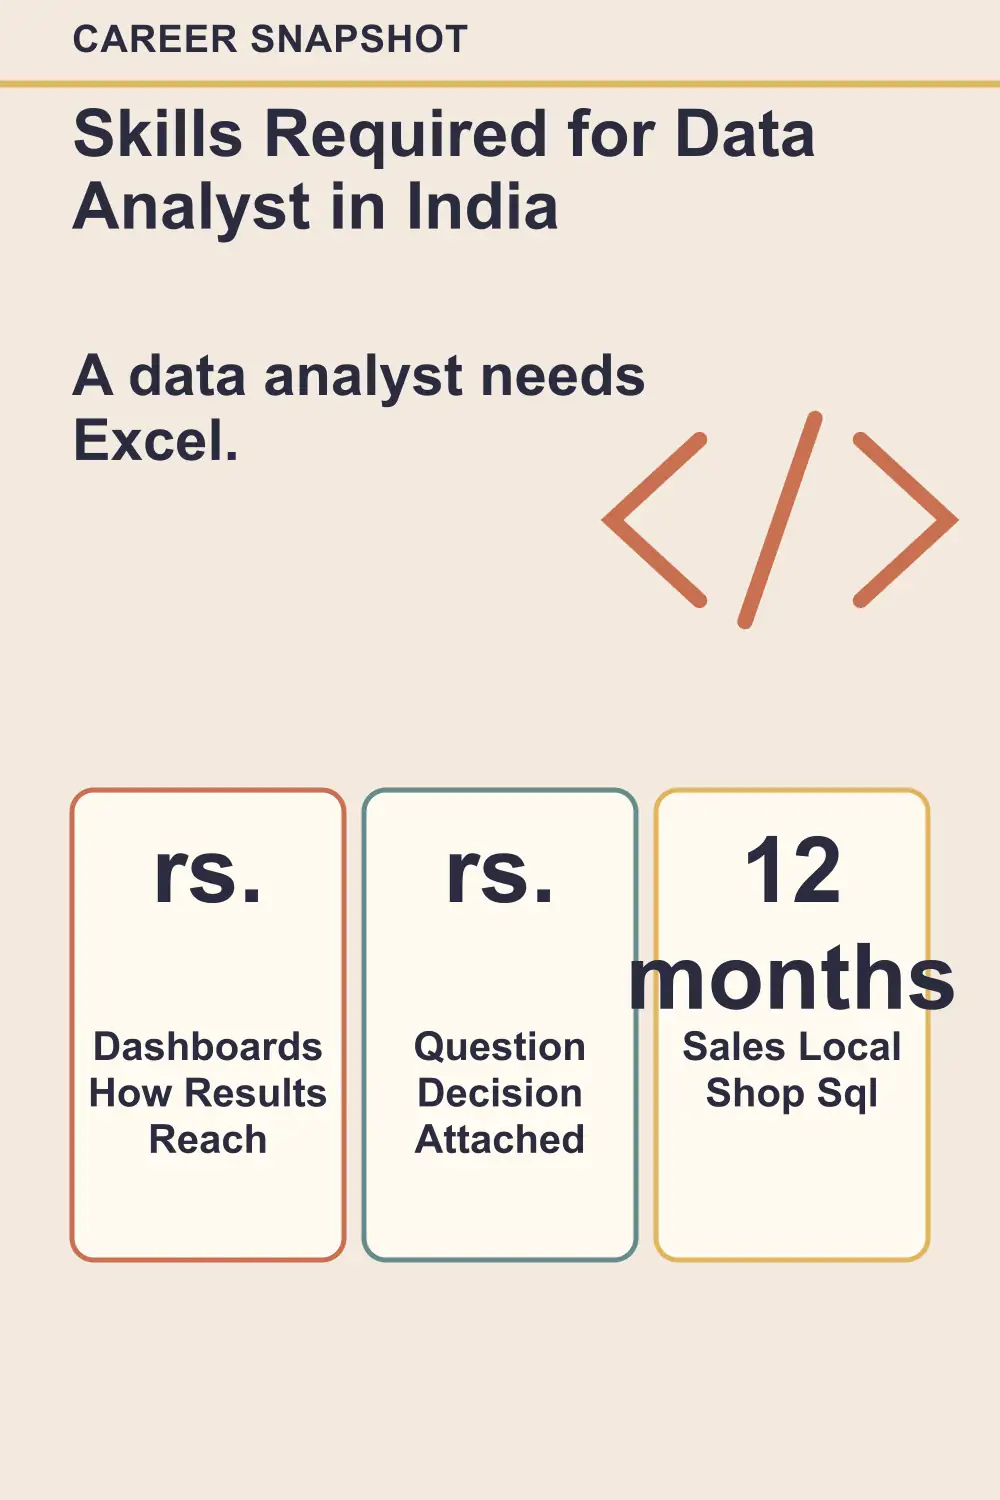 CAREER SNAPSHOT
Skills Required for Data
Analyst in India
A data analyst needs
Excel.
rs.
Dashboards
How Results
Reach
rs.
Question
Decision
Attached
12
months
Sales Local
Shop Sql